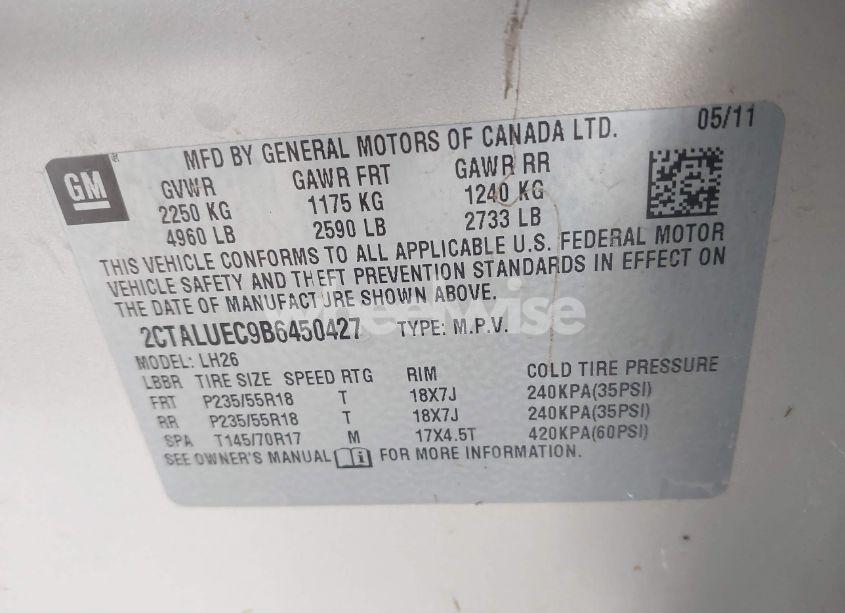 05/11
GM
MFD BY GENERAL MOTORS OF CANADA LTD.
GVWR GAWR FRT GAWR RR
2250 KG 1175 KG 1240 KG
4960 LB 2590 LB 2733 LB
THIS VEHICLE CONFORMS TO ALL APPLICABLE U.S. FEDERAL MOTOR
VEHICLE SAFETY AND THEFT PREVENTION STANDARDS IN EFFECT ON
THE DATE OF MANUFACTURE SHOWN ABOVE.
wheelwise
2CTALUEC9B6450427 TYPE: M.P.V.
MODEL: LH26
LBBR TIRE SIZE SPEED RTG RIM COLD TIRE PRESSURE
FRT P235/55R18 T 18X7J 240KPA(35PSI)
RR P235/55R18 T 18X7J 240KPA(35PSI)
SPA T145/70R17 M 17X4.5T 420KPA(60PSI)
SEE OWNER'S MANUAL FOR MORE INFORMATION.